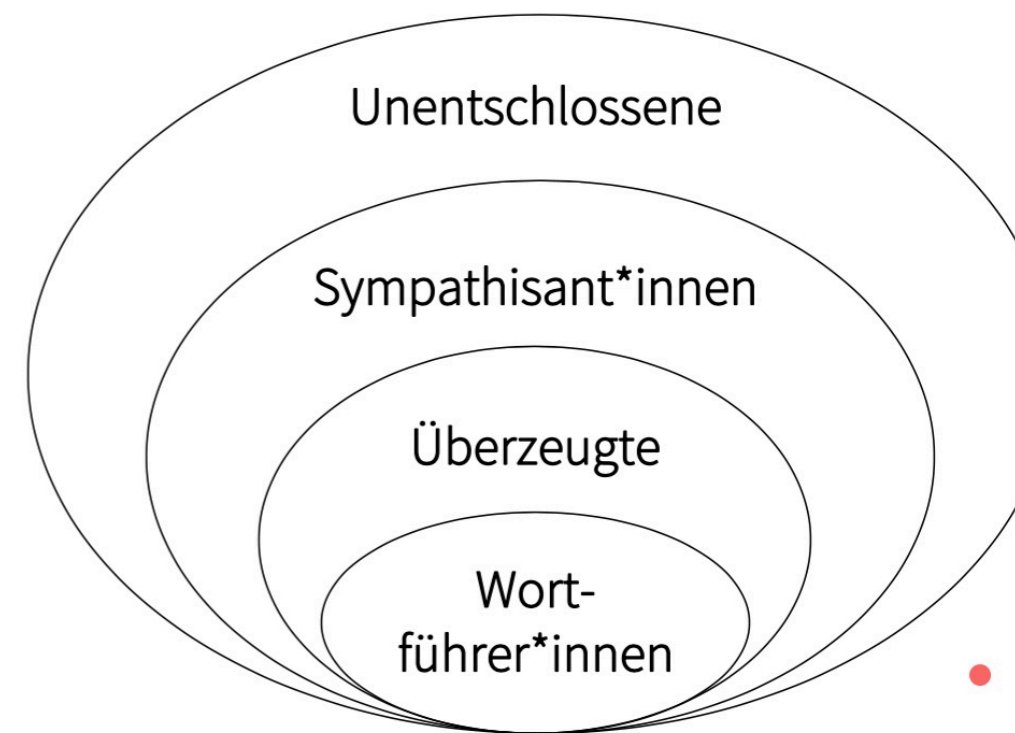 Unentschlossene
Sympathisant*innen
Überzeugte
Wort-
führer*innen